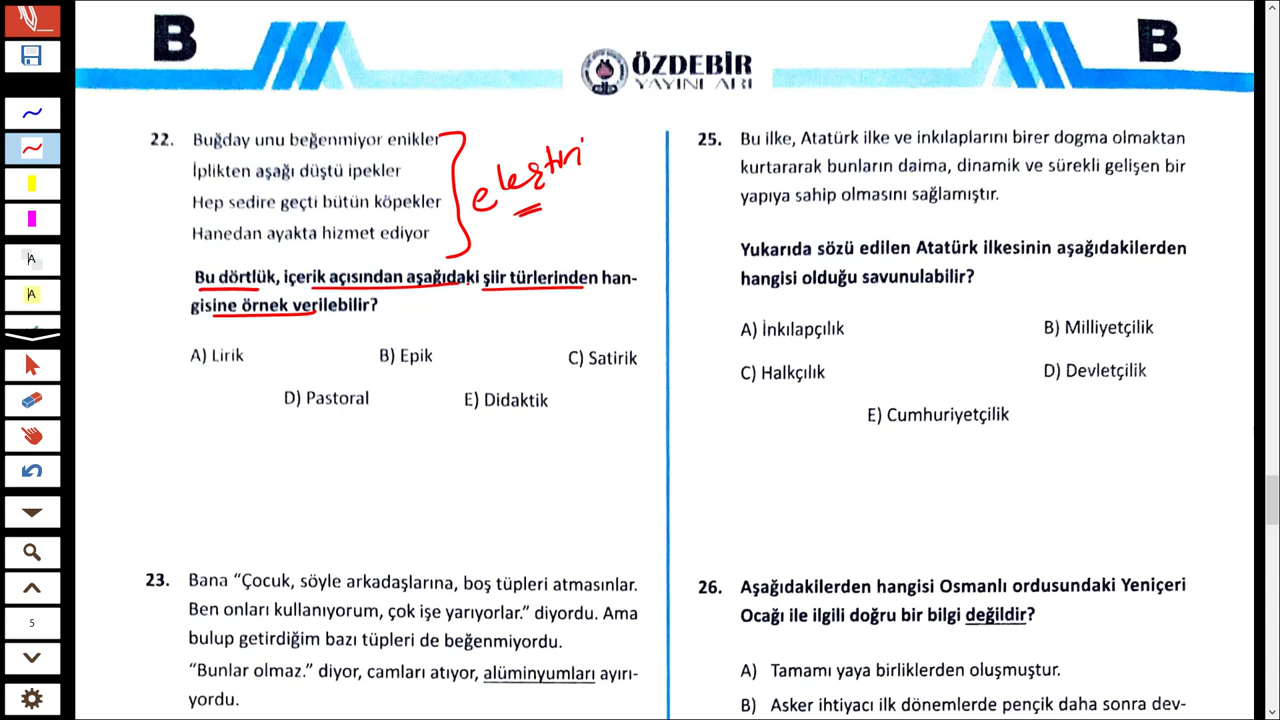 B
ÖZDEBİR
YAYINLARI
B
22. Buğday unu beğenmiyor enikler
İplikten aşağı düştü ipekler
Hep sedire geçti bütün köpekler
Hanedan ayakta hizmet ediyor
eleştiri
Bu dörtlük, içerik açısından aşağıdaki şiir türlerinden han-
gisine örnek verilebilir?
A) Lirik B) Epik C) Satirik
D) Pastoral E) Didaktik
23. Bana “Çocuk, söyle arkadaşlarına, boş tüpleri atmasınlar.
Ben onları kullanıyorum, çok işe yarıyorlar.” diyordu. Ama
bulup getirdiğim bazı tüpleri de beğenmiyordu.
“Bunlar olmaz.” diyor, camları atıyor, alüminyumları ayırı-
yordu.
25. Bu ilke, Atatürk ilke ve inkılaplarını birer dogma olmaktan
kurtararak bunların daima, dinamik ve sürekli gelişen bir
yapıya sahip olmasını sağlamıştır.
Yukarıda sözü edilen Atatürk ilkesinin aşağıdakilerden
hangisi olduğu savunulabilir?
A) İnkılapçılık B) Milliyetçilik
C) Halkçılık D) Devletçilik
E) Cumhuriyetçilik
26. Aşağıdakilerden hangisi Osmanlı ordusundaki Yeniçeri
Ocağı ile ilgili doğru bir bilgi değildir?
A) Tamamı yaya birliklerden oluşmuştur.
B) Asker ihtiyacı ilk dönemlerde pençik daha sonra dev-
A
A
5